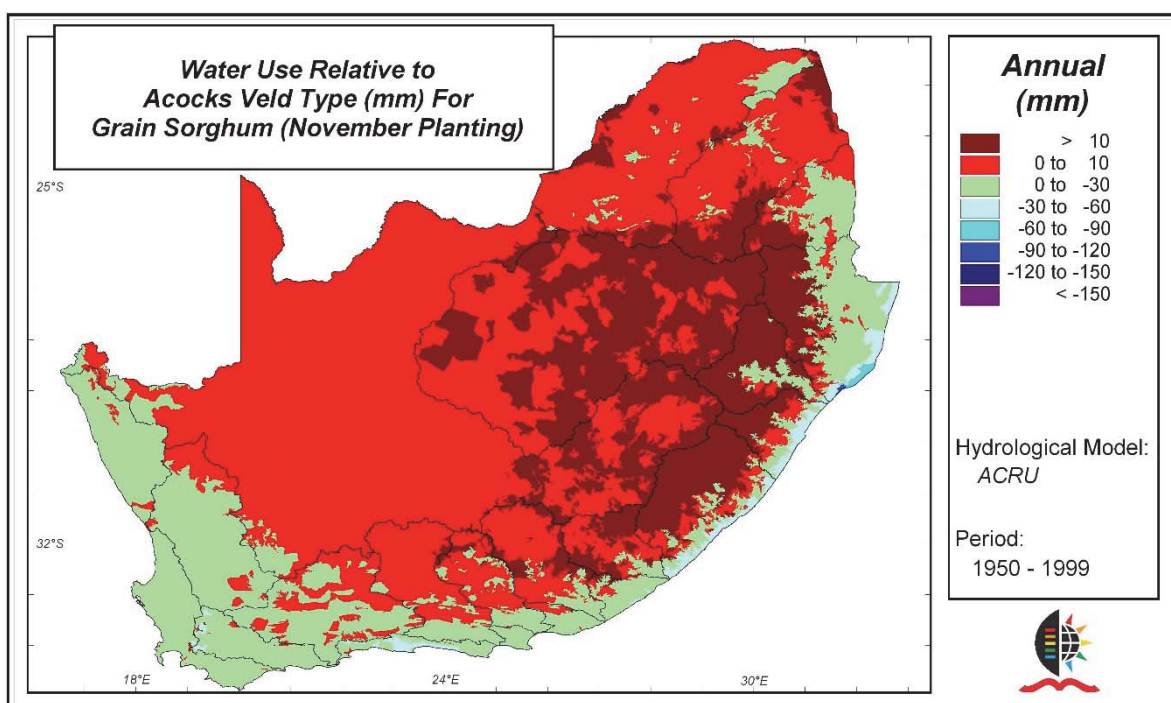 Water Use Relative to
Acocks Veld Type (mm) For
Grain Sorghum (November Planting)
Annual
(mm)
> 10
0 to 10
0 to -30
-30 to -60
-60 to -90
-90 to -120
-120 to -150
< -150
Hydrological Model:
ACRU
Period:
1950 - 1999
25°S
32°S
18°E
24°E
30°E